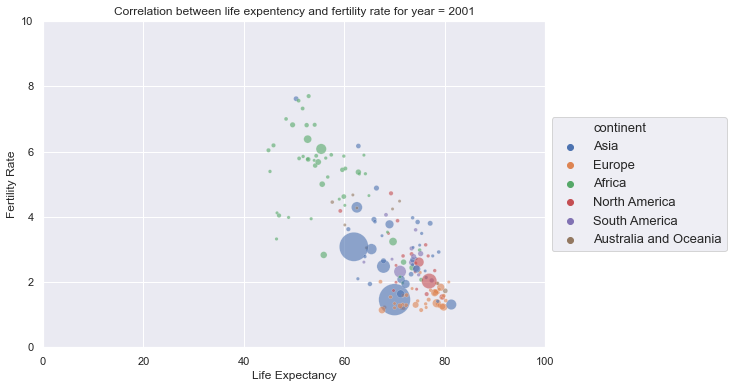 Correlation between life expentency and fertility rate for year = 2001
10
8
6
4
2
0
Fertility Rate
0 20 40 60 80 100
Life Expectancy
continent
Asia
Europe
Africa
North America
South America
Australia and Oceania